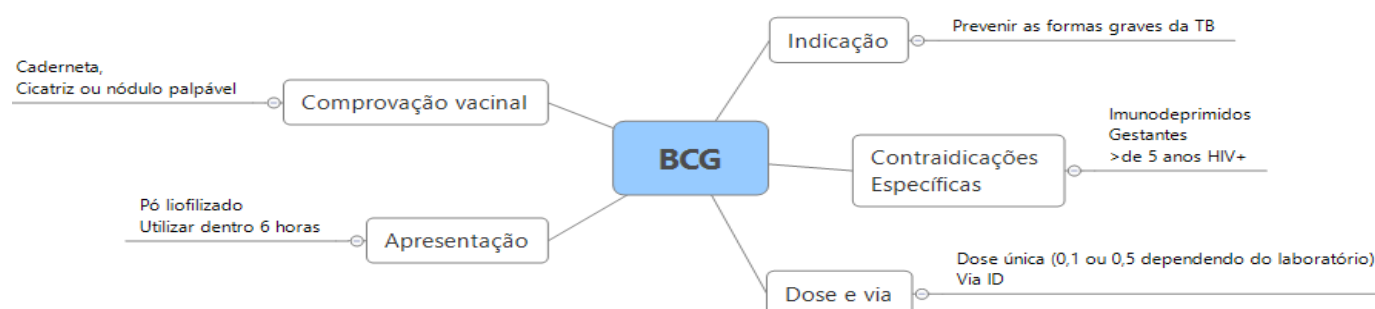 BCG
Indicação
Prevenir as formas graves da TB
Contraidicações
Específicas
Imunodeprimidos
Gestantes
>de 5 anos HIV+
Dose e via
Dose única (0,1 ou 0,5 dependendo do laboratório)
Via ID
Comprovação vacinal
Caderneta,
Cicatriz ou nódulo palpável
Apresentação
Pó liofilizado
Utilizar dentro 6 horas